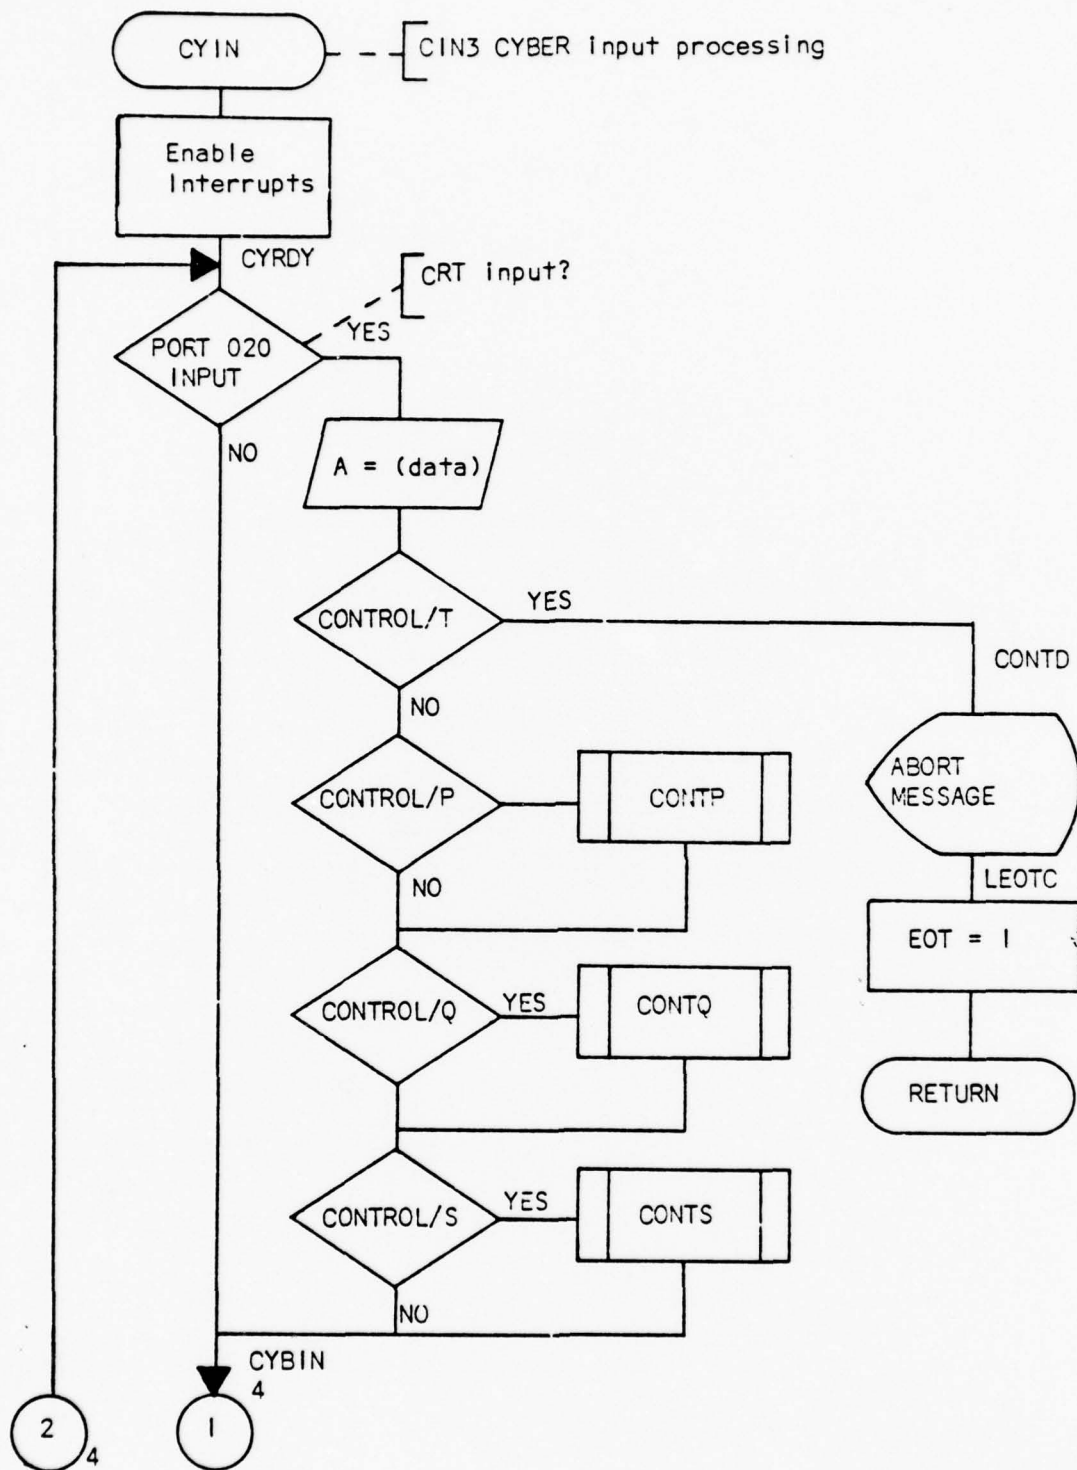 CYIN
CIN3 CYBER input processing
Enable
Interrupts
CYRDY
CRT input?
YES
PORT 020
INPUT
NO
A = (data)
CONTROL/T
YES
CONTD
NO
ABORT
MESSAGE
CONTROL/P
CONTP
NO
LEOTC
EOT = 1
CONTROL/Q
YES
CONTQ
RETURN
CONTROL/S
YES
CONTS
NO
CYBIN
4
2
4
1